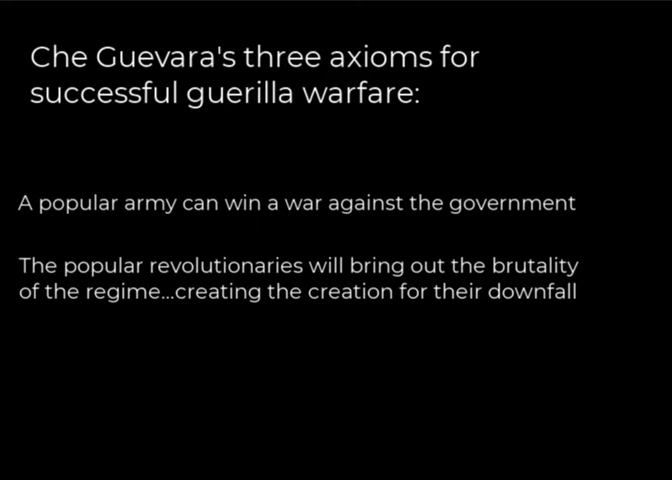 Che Guevara's three axioms for
successful guerilla warfare:
A popular army can win a war against the government
The popular revolutionaries will bring out the brutality
of the regime...creating the creation for their downfall